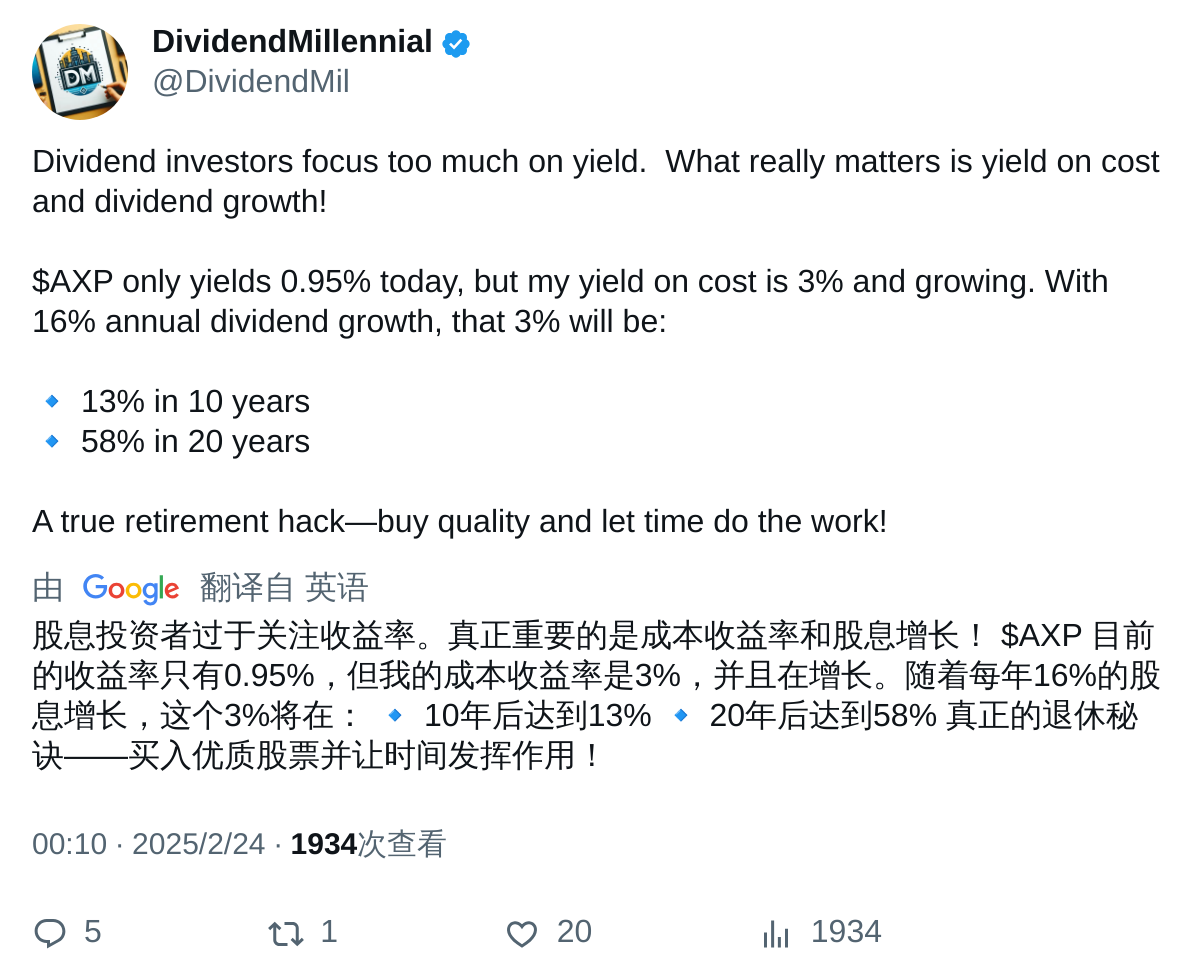 DividendMillennial
@DividendMil
Dividend investors focus too much on yield.  What really matters is yield on cost
and dividend growth!
$AXP only yields 0.95% today, but my yield on cost is 3% and growing. With
16% annual dividend growth, that 3% will be:
🔹 13% in 10 years
🔹 58% in 20 years
A true retirement hack—buy quality and let time do the work!
由 Google 翻译自 英语
股息投资者过于关注收益率。真正重要的是成本收益率和股息增长！ $AXP 目前
的收益率只有0.95%，但我的成本收益率是3%，并且在增长。随着每年16%的股
息增长，这个3%将在： 🔹 10年后达到13% 🔹 20年后达到58% 真正的退休秘
诀——买入优质股票并让时间发挥作用！
00:10 · 2025/2/24 · 1934次查看
5 1 20 1934
DM